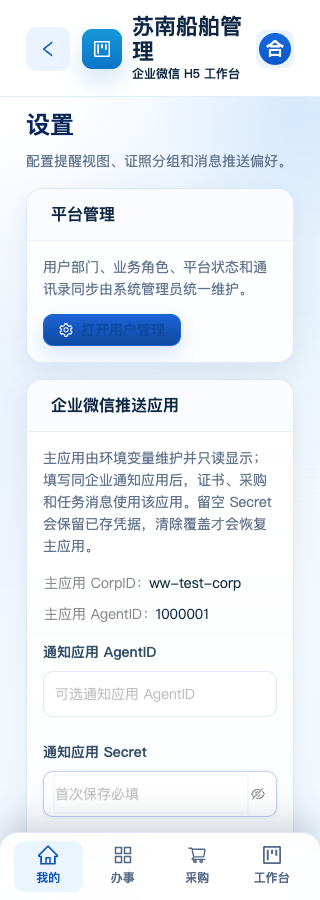 苏南船舶管
理
企业微信 H5 工作台
合
设置
配置提醒视图、证照分组和消息推送偏好。
平台管理
用户部门、业务角色、平台状态和通
讯录同步由系统管理员统一维护。
打开用户管理
企业微信推送应用
主应用由环境变量维护并只读显示；
填写同企业通知应用后，证书、采购
和任务消息使用该应用。留空 Secret
会保留已存凭据，清除覆盖才会恢复
主应用。
主应用 CorpID：ww-test-corp
主应用 AgentID：1000001
通知应用 AgentID
可选通知应用 AgentID
通知应用 Secret
首次保存必填
我的
办事
采购
工作台